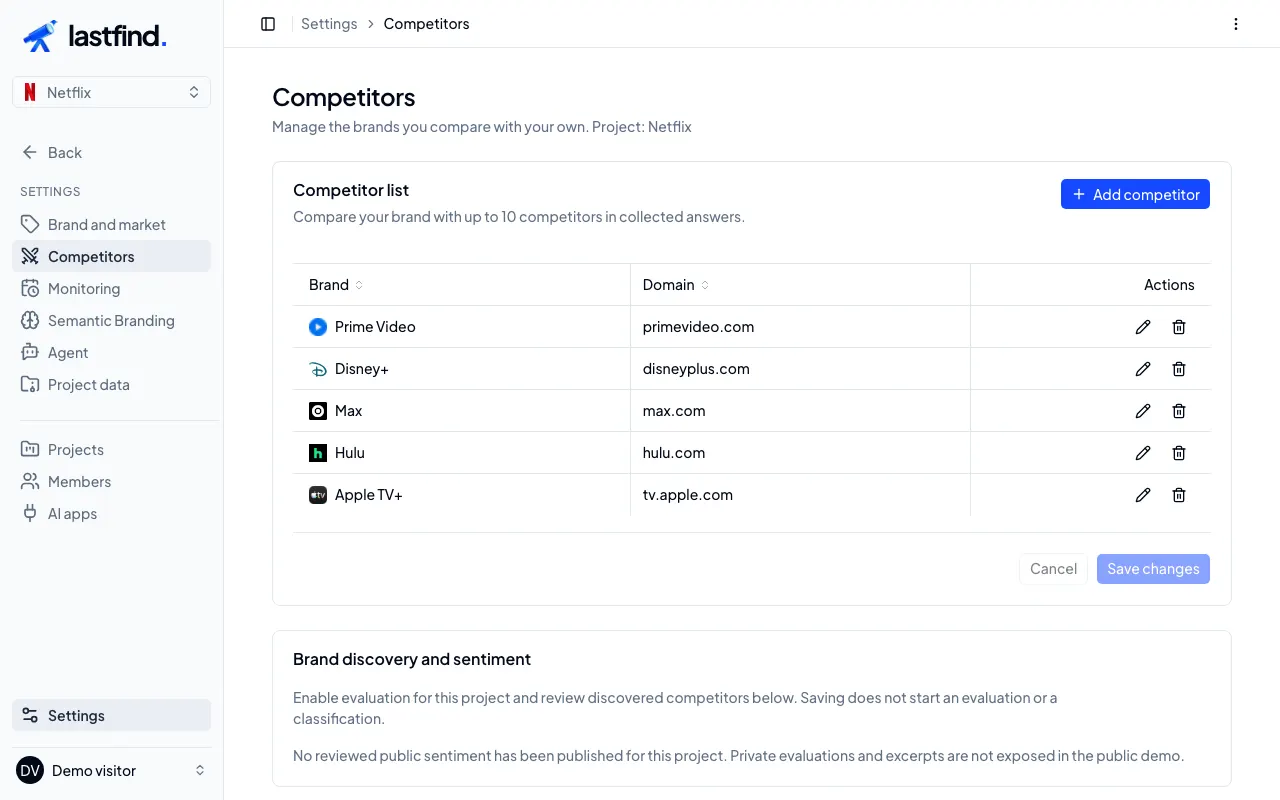 lastfind.
Netflix
Back
SETTINGS
Brand and market
Competitors
Monitoring
Semantic Branding
Agent
Project data
Projects
Members
AI apps
Settings
DV Demo visitor
Settings > Competitors
Competitors
Manage the brands you compare with your own. Project: Netflix
Competitor list
Compare your brand with up to 10 competitors in collected answers.
+ Add competitor
Brand Domain Actions
Prime Video primevideo.com
Disney+ disneyplus.com
Max max.com
Hulu hulu.com
Apple TV+ tv.apple.com
Cancel Save changes
Brand discovery and sentiment
Enable evaluation for this project and review discovered competitors below. Saving does not start an evaluation or a
classification.
No reviewed public sentiment has been published for this project. Private evaluations and excerpts are not exposed in the public demo.